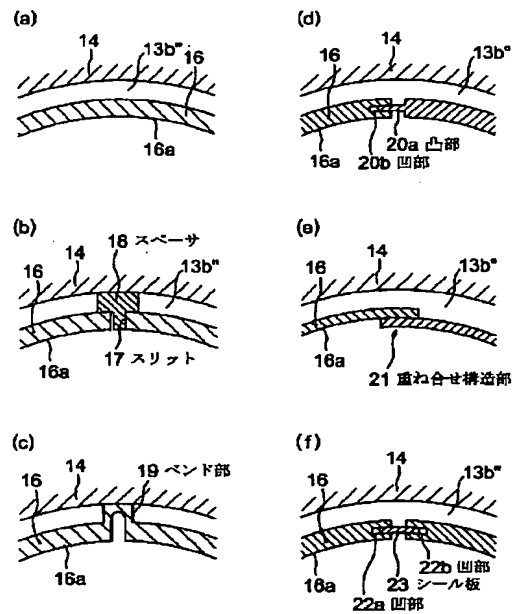 (a)
14
13b"
16
16a
(b)
18 スペーサ
14
16
13b"
17 スリット
16a
(c)
14
19 ベンド部
16
16a
(d)
14
13b"
16
20a 凸部
16a
20b 凹部
(e)
14
13b"
16
16a
21 重ね合せ構造部
(f)
14
13b"
16
22b 凹部
16a
23 シール板
22a 凹部